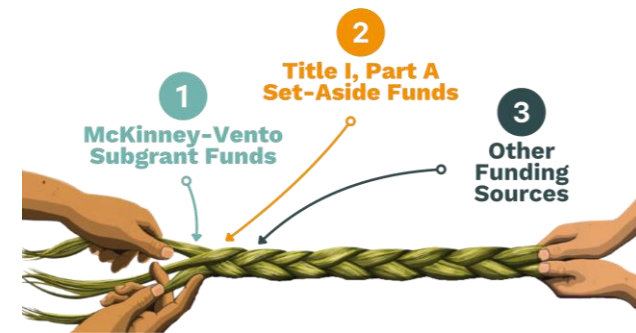 1
McKinney-Vento
Subgrant Funds
2
Title I, Part A
Set-Aside Funds
3
Other
Funding
Sources